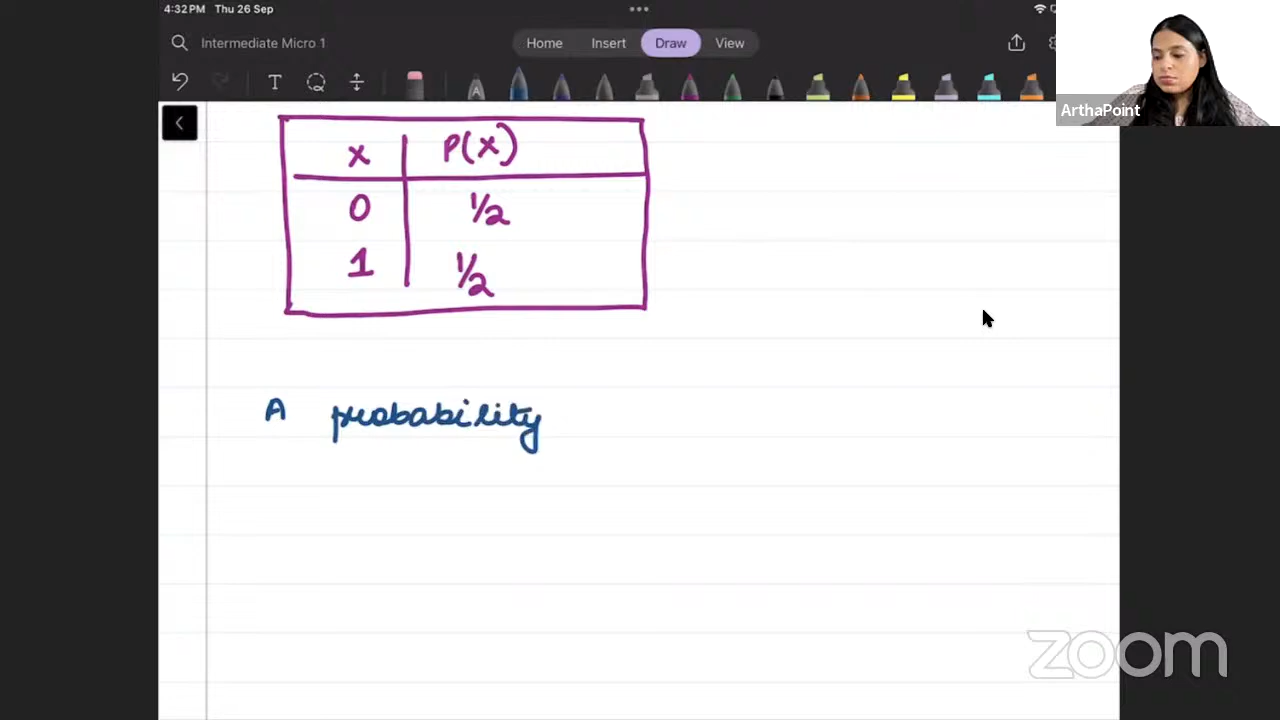 4:32 PM Thu 26 Sep
Intermediate Micro 1
Home Insert Draw View
T
A
ArthaPoint
x P(x)
0 1/2
1 1/2
A probability
zoom